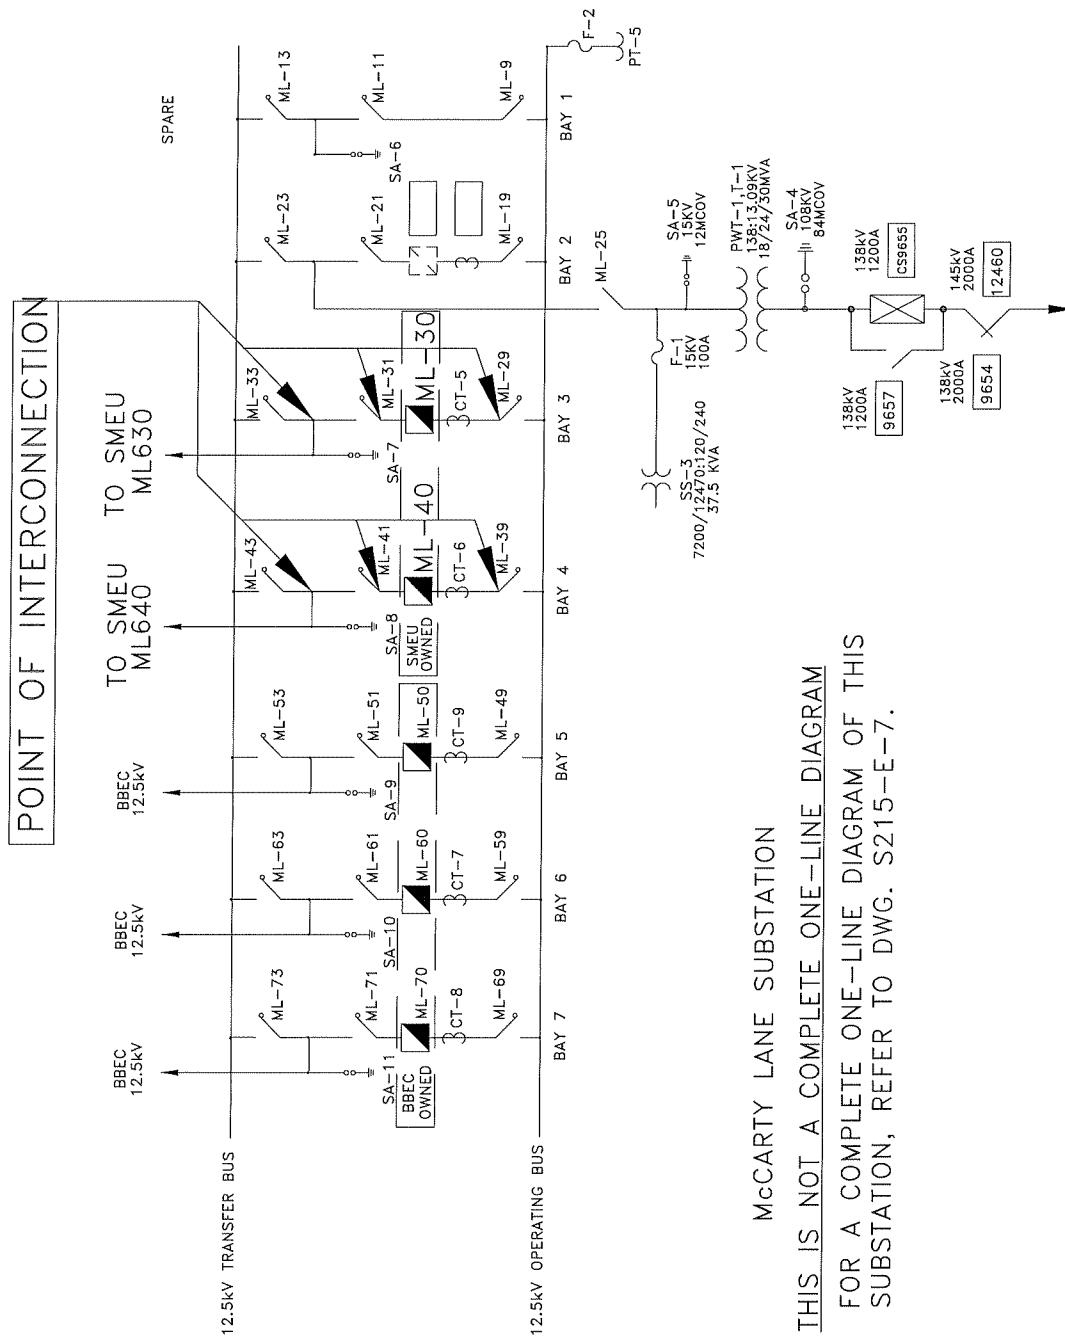 POINT OF INTERCONNECTION
BBEC
12.5kV
BBEC
12.5kV
BBEC
12.5kV
TO SMEU
ML640
TO SMEU
ML630
SPARE
12.5kV TRANSFER BUS
ML-73
ML-63
ML-53
ML-43
ML-33
ML-23
ML-13
ML-71
ML-61
ML-51
ML-41
ML-31
ML-21
ML-11
SA-11
SA-10
SA-9
SA-8
SA-7
SA-6
BBEC
OWNED
ML-70
ML-60
ML-50
SMEU
OWNED
ML-40
ML-30
CT-8
CT-7
CT-9
CT-6
CT-5
ML-69
ML-59
ML-49
ML-39
ML-29
ML-19
ML-9
12.5kV OPERATING BUS
BAY 7
BAY 6
BAY 5
BAY 4
BAY 3
BAY 2
BAY 1
F-2
PT-5
ML-25
F-1
15KV
100A
SA-5
15KV
12MCOV
SS-3
7200/12470:120/240
37.5 KVA
PWT-1,T-1
138:13.09KV
18/24/30MVA
SA-4
108KV
84MCOV
138kV
1200A
9657
138kV
1200A
CS9655
138kV
2000A
9654
145kV
2000A
12460
McCARTY LANE SUBSTATION
THIS IS NOT A COMPLETE ONE-LINE DIAGRAM
FOR A COMPLETE ONE-LINE DIAGRAM OF THIS
SUBSTATION, REFER TO DWG. S215-E-7.